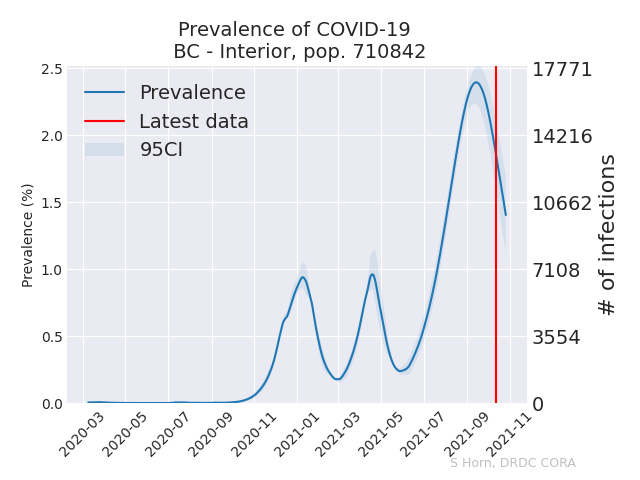 Prevalence of COVID-19
BC - Interior, pop. 710842
Prevalence
Latest data
95CI
Prevalence (%)
2.5
2.0
1.5
1.0
0.5
0.0
17771
14216
10662
7108
3554
0
# of infections
2020-03
2020-05
2020-07
2020-09
2020-11
2021-01
2021-03
2021-05
2021-07
2021-09
2021-11
S Horn, DRDC CORA